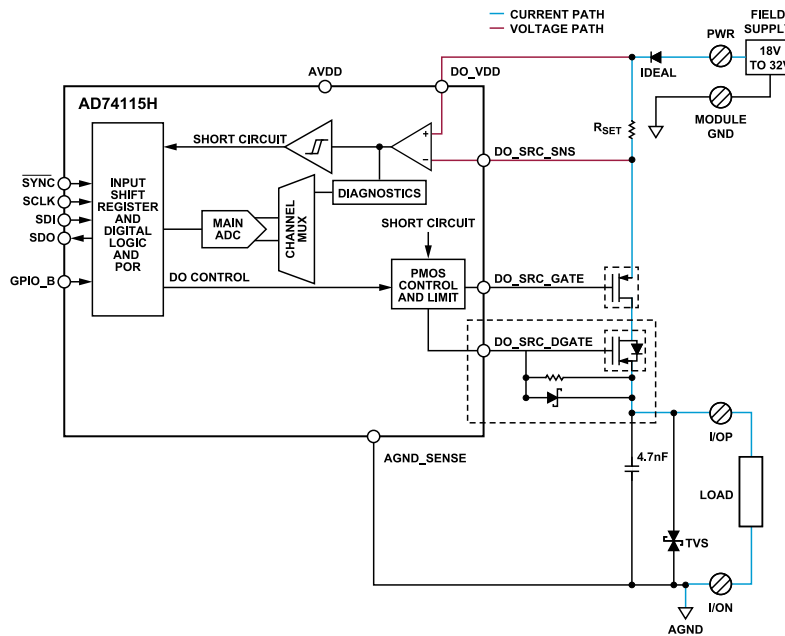 CURRENT PATH
VOLTAGE PATH
FIELD
SUPPLY
PWR
18V
TO 32V
IDEAL
AVDD
DO_VDD
AD74115H
MODULE
GND
RSET
SHORT CIRCUIT
+
−
DO_SRC_SNS
DIAGNOSTICS
SYNC
SCLK
SDI
SDO
GPIO_B
INPUT
SHIFT
REGISTER
AND
DIGITAL
LOGIC
AND
POR
MAIN
ADC
CHANNEL
MUX
SHORT CIRCUIT
DO CONTROL
PMOS
CONTROL
AND LIMIT
DO_SRC_GATE
DO_SRC_DGATE
I/OP
AGND_SENSE
4.7nF
LOAD
TVS
I/ON
AGND